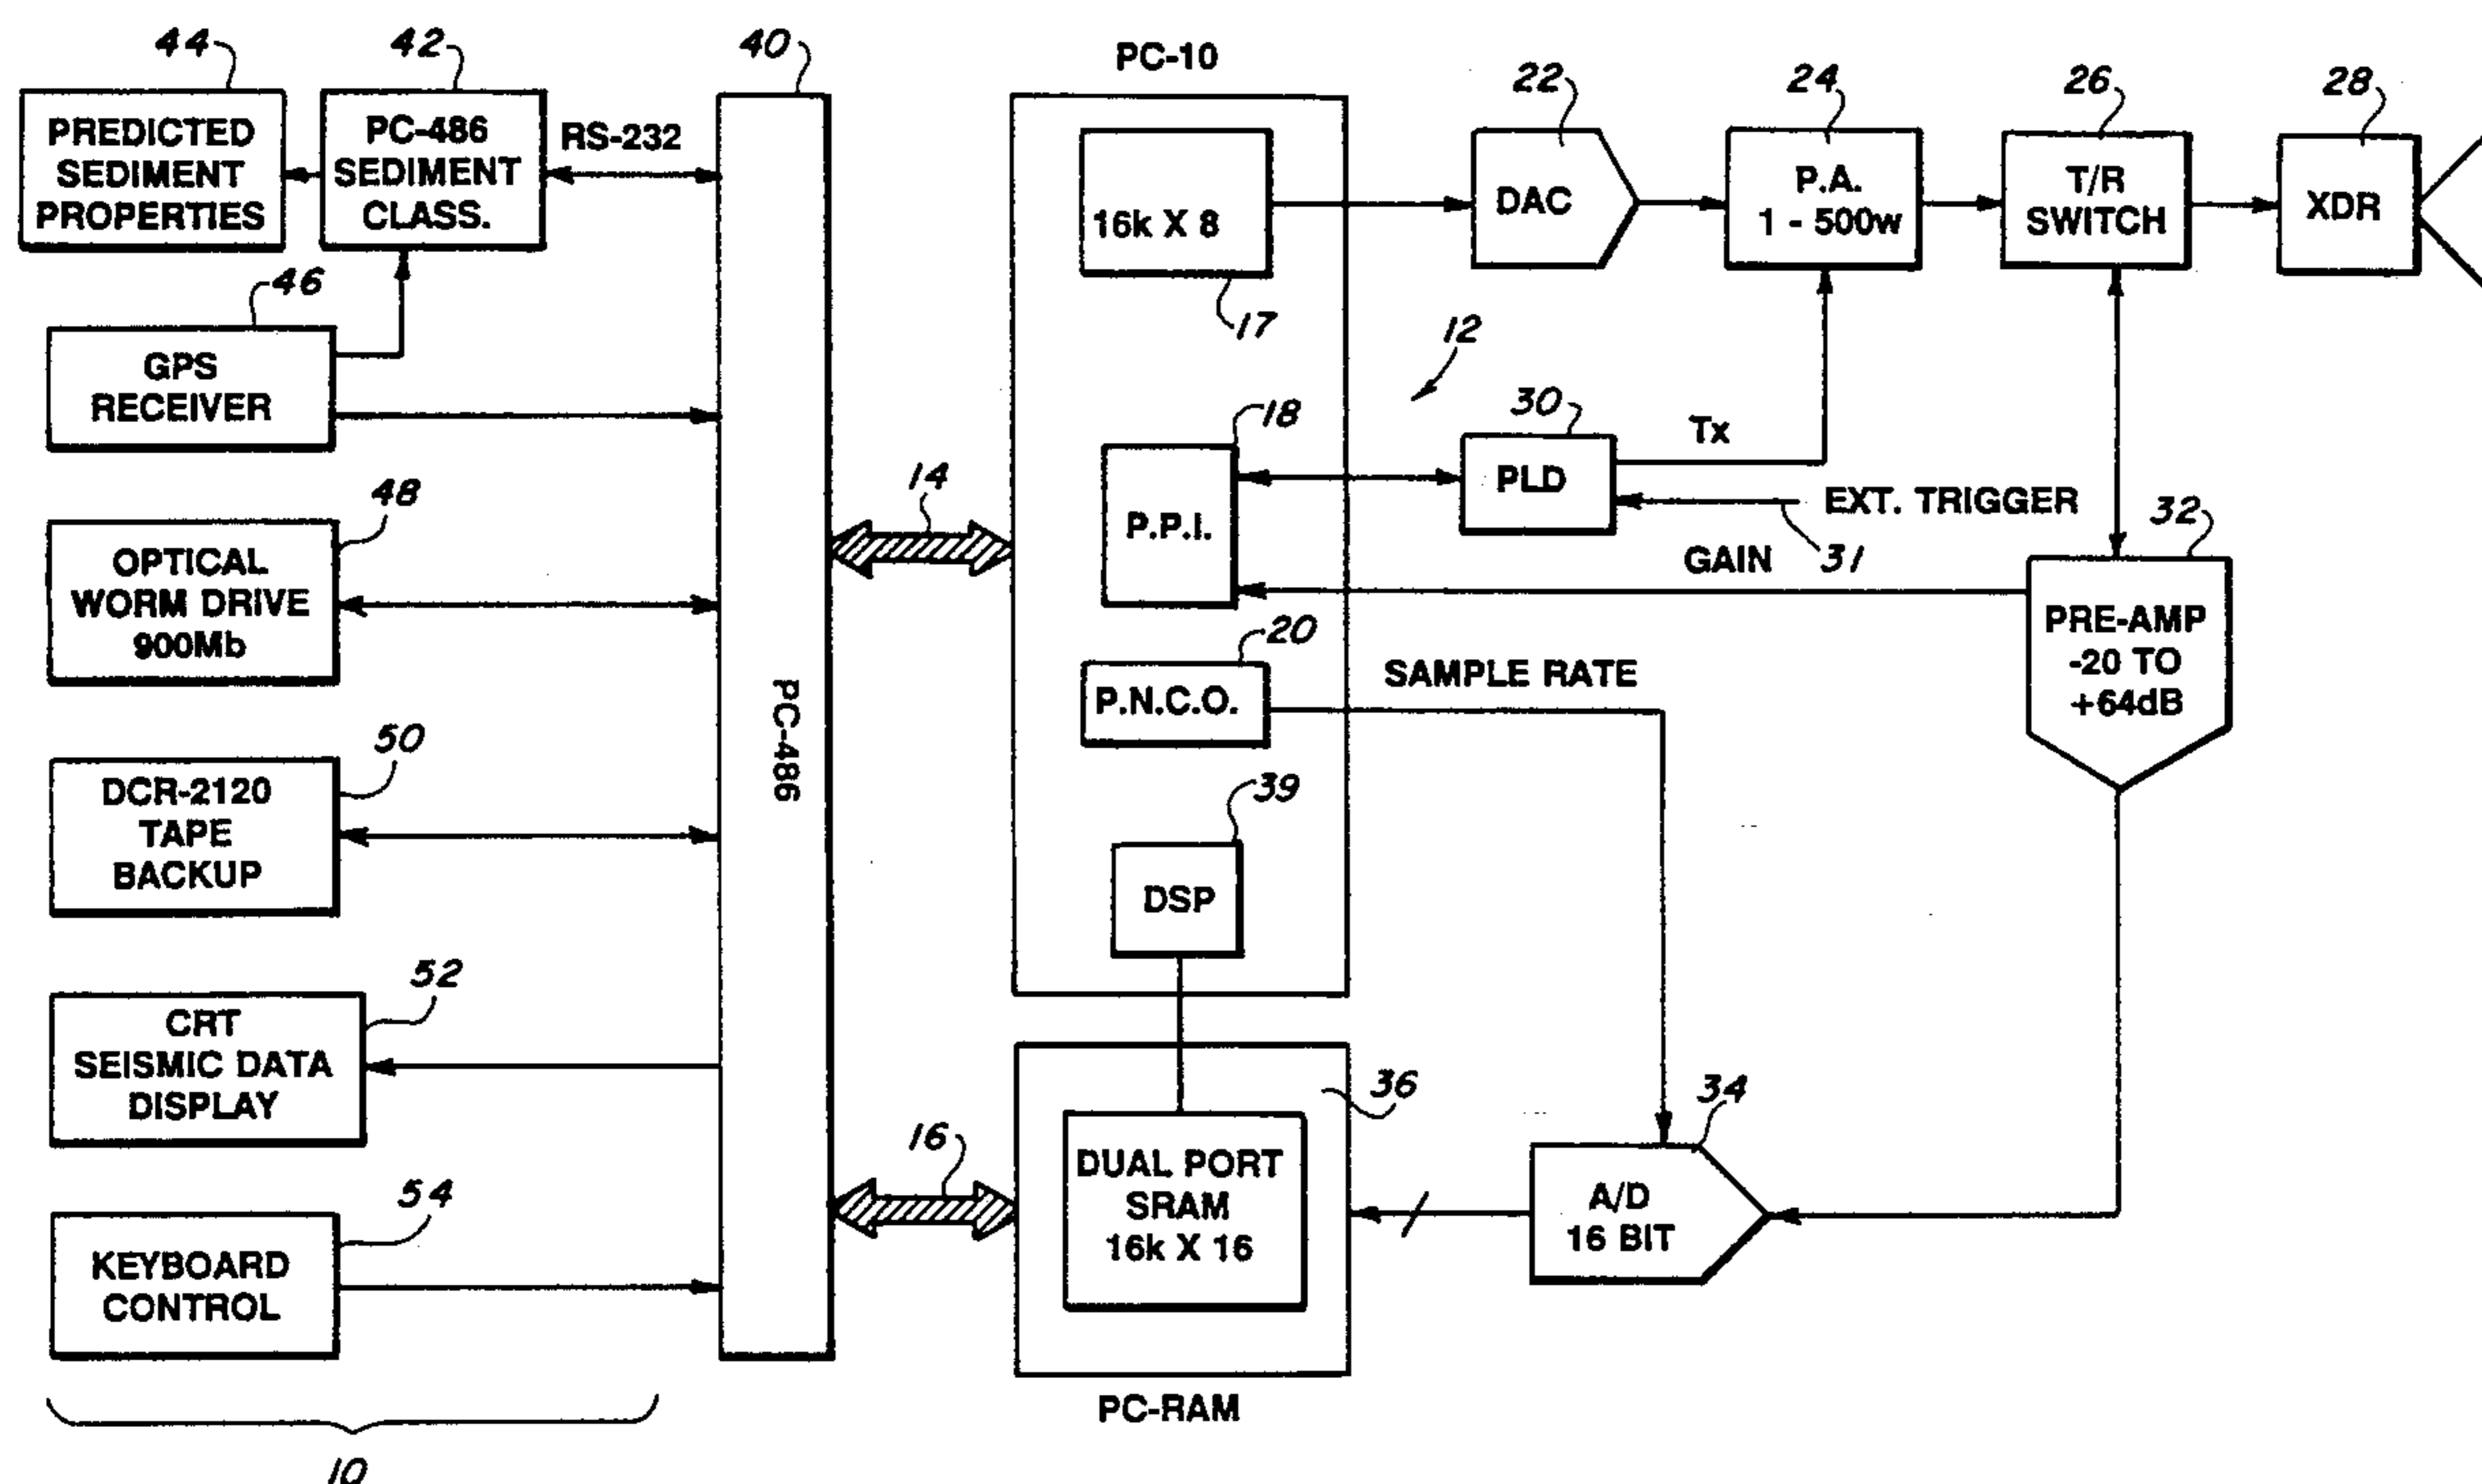 44
42
40
PC-10
22
24
26
28
PREDICTED
SEDIMENT
PROPERTIES
PC-486
SEDIMENT
CLASS.
RS-232
16k X 8
17
DAC
P.A.
1 - 500w
T/R
SWITCH
XDR
46
GPS
RECEIVER
12
18
30
Tx
P.P.I.
PLD
EXT. TRIGGER
31
14
48
OPTICAL
WORM DRIVE
900Mb
GAIN
32
PRE-AMP
-20 TO
+64dB
20
P.N.C.O.
SAMPLE RATE
PC-486
50
DCR-2120
TAPE
BACKUP
39
DSP
52
CRT
SEISMIC DATA
DISPLAY
36
34
16
DUAL PORT
SRAM
16k X 16
A/D
16 BIT
54
KEYBOARD
CONTROL
PC-RAM
10